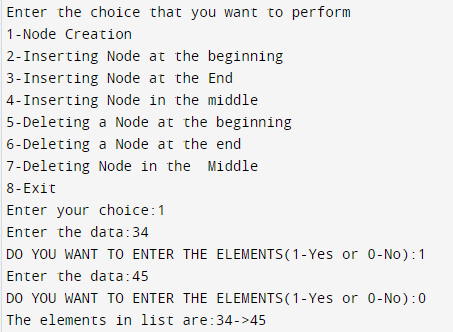 Enter the choice that you want to perform
1-Node Creation
2-Inserting Node at the beginning
3-Inserting Node at the End
4-Inserting Node in the middle
5-Deleting a Node at the beginning
6-Deleting a Node at the end
7-Deleting Node in the  Middle
8-Exit
Enter your choice:1
Enter the data:34
DO YOU WANT TO ENTER THE ELEMENTS(1-Yes or 0-No):1
Enter the data:45
DO YOU WANT TO ENTER THE ELEMENTS(1-Yes or 0-No):0
The elements in list are:34->45